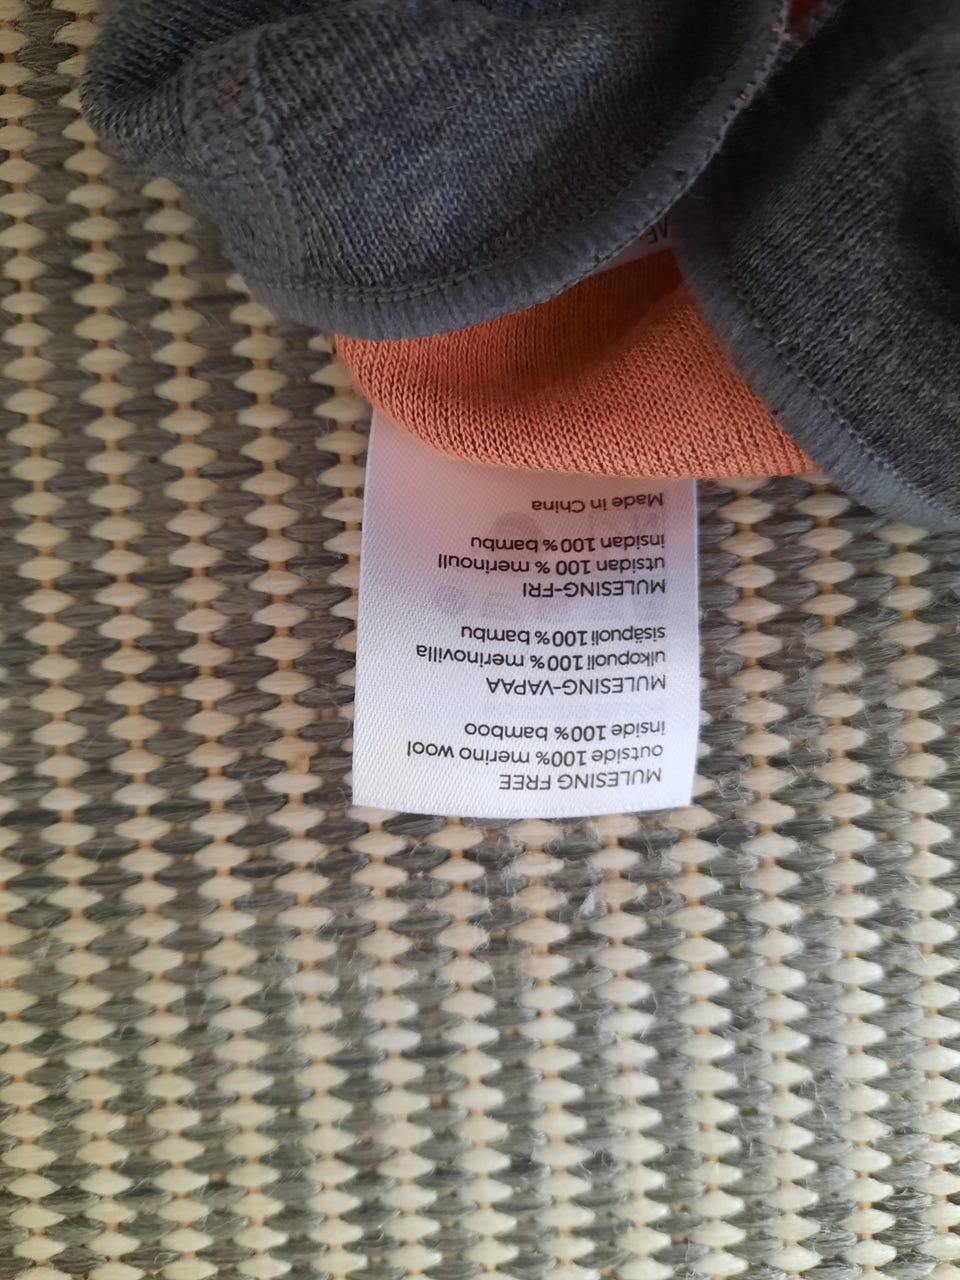 MULESING FREE
outside 100% merino wool
inside 100% bamboo
MULESING-VAPAA
ulkopuoli 100% merinovilla
sisäpuoli 100% bambu
MULESING-FRI
utsidan 100 % merinoull
insidan 100 % bambu
Made in China